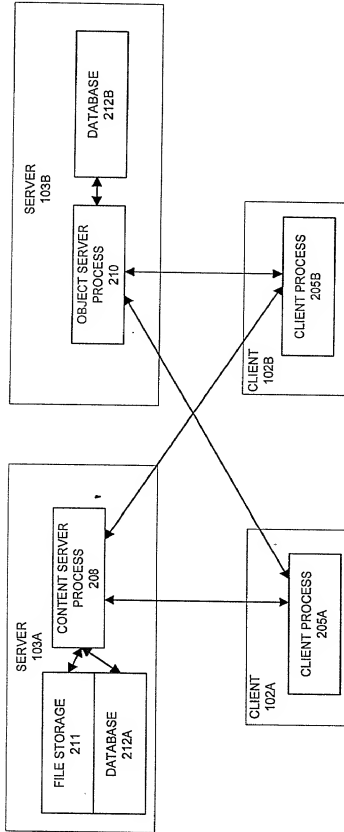 SERVER
103A
FILE STORAGE
211
DATABASE
212A
CONTENT SERVER
PROCESS
208
SERVER
103B
OBJECT SERVER
PROCESS
210
DATABASE
212B
CLIENT
102A
CLIENT PROCESS
205A
CLIENT
102B
CLIENT PROCESS
205B